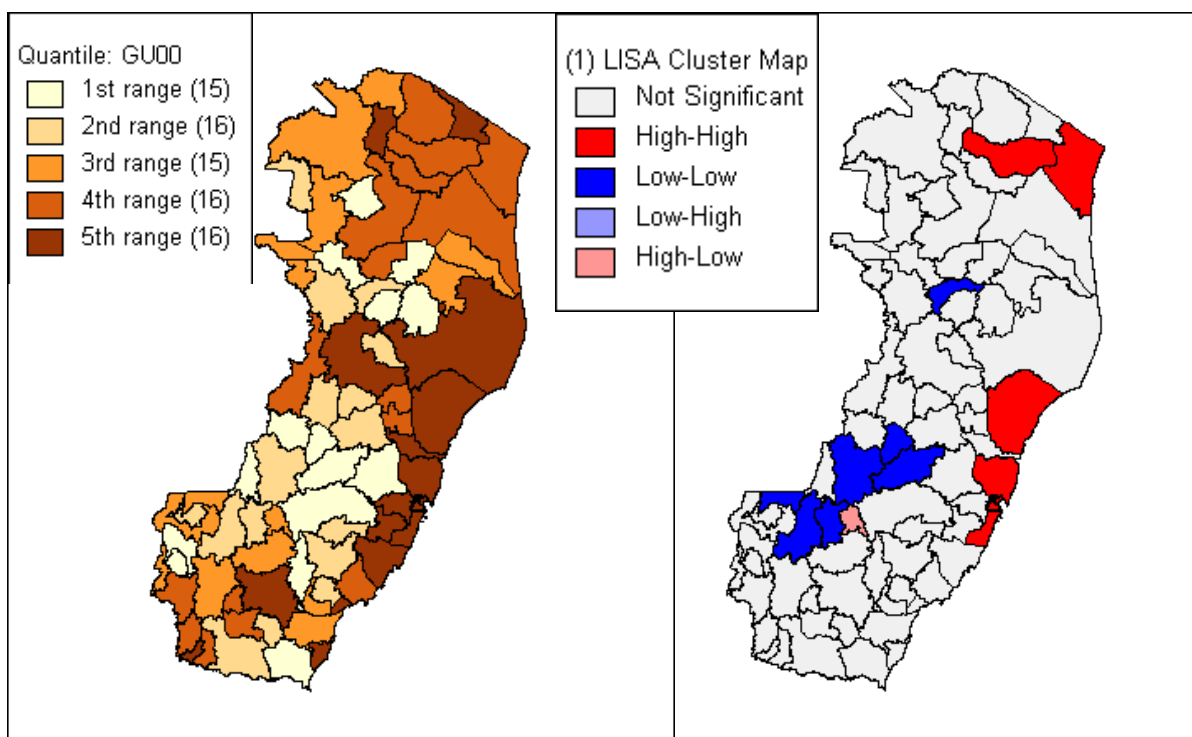 Quantile: GU00
1st range (15)
2nd range (16)
3rd range (15)
4th range (16)
5th range (16)
(1) LISA Cluster Map
Not Significant
High-High
Low-Low
Low-High
High-Low